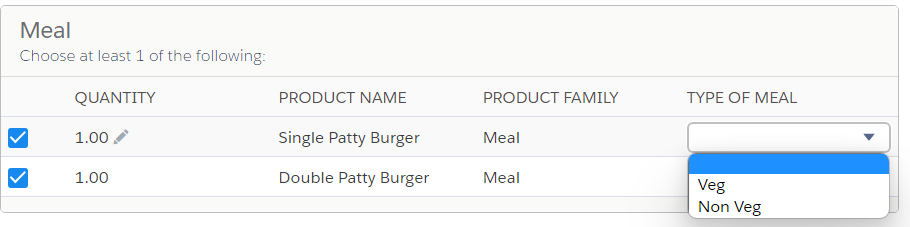 Meal
Choose at least 1 of the following:
QUANTITY PRODUCT NAME PRODUCT FAMILY TYPE OF MEAL
1.00 Single Patty Burger Meal
1.00 Double Patty Burger Meal
Veg
Non Veg